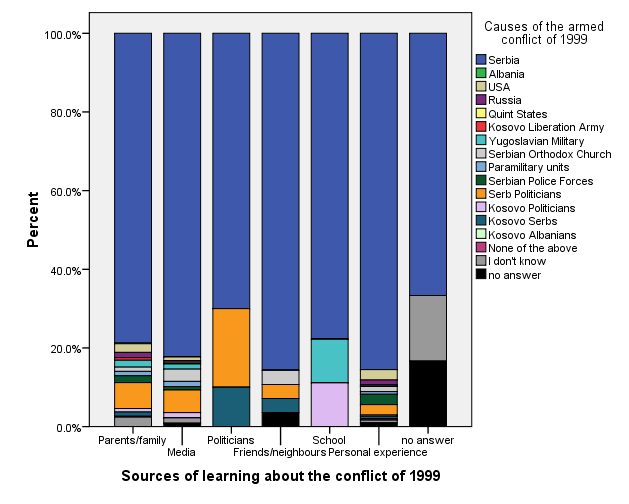 Causes of the armed
conflict of 1999
Serbia
Albania
USA
Russia
Quint States
Kosovo Liberation Army
Yugoslavian Military
Serbian Orthodox Church
Paramilitary units
Serbian Police Forces
Serb Politicians
Kosovo Politicians
Kosovo Serbs
Kosovo Albanians
None of the above
I don't know
no answer
Percent
100.0%
80.0%
60.0%
40.0%
20.0%
0.0%
Parents/family
Media
Politicians
Friends/neighbours
School
Personal experience
no answer
Sources of learning about the conflict of 1999